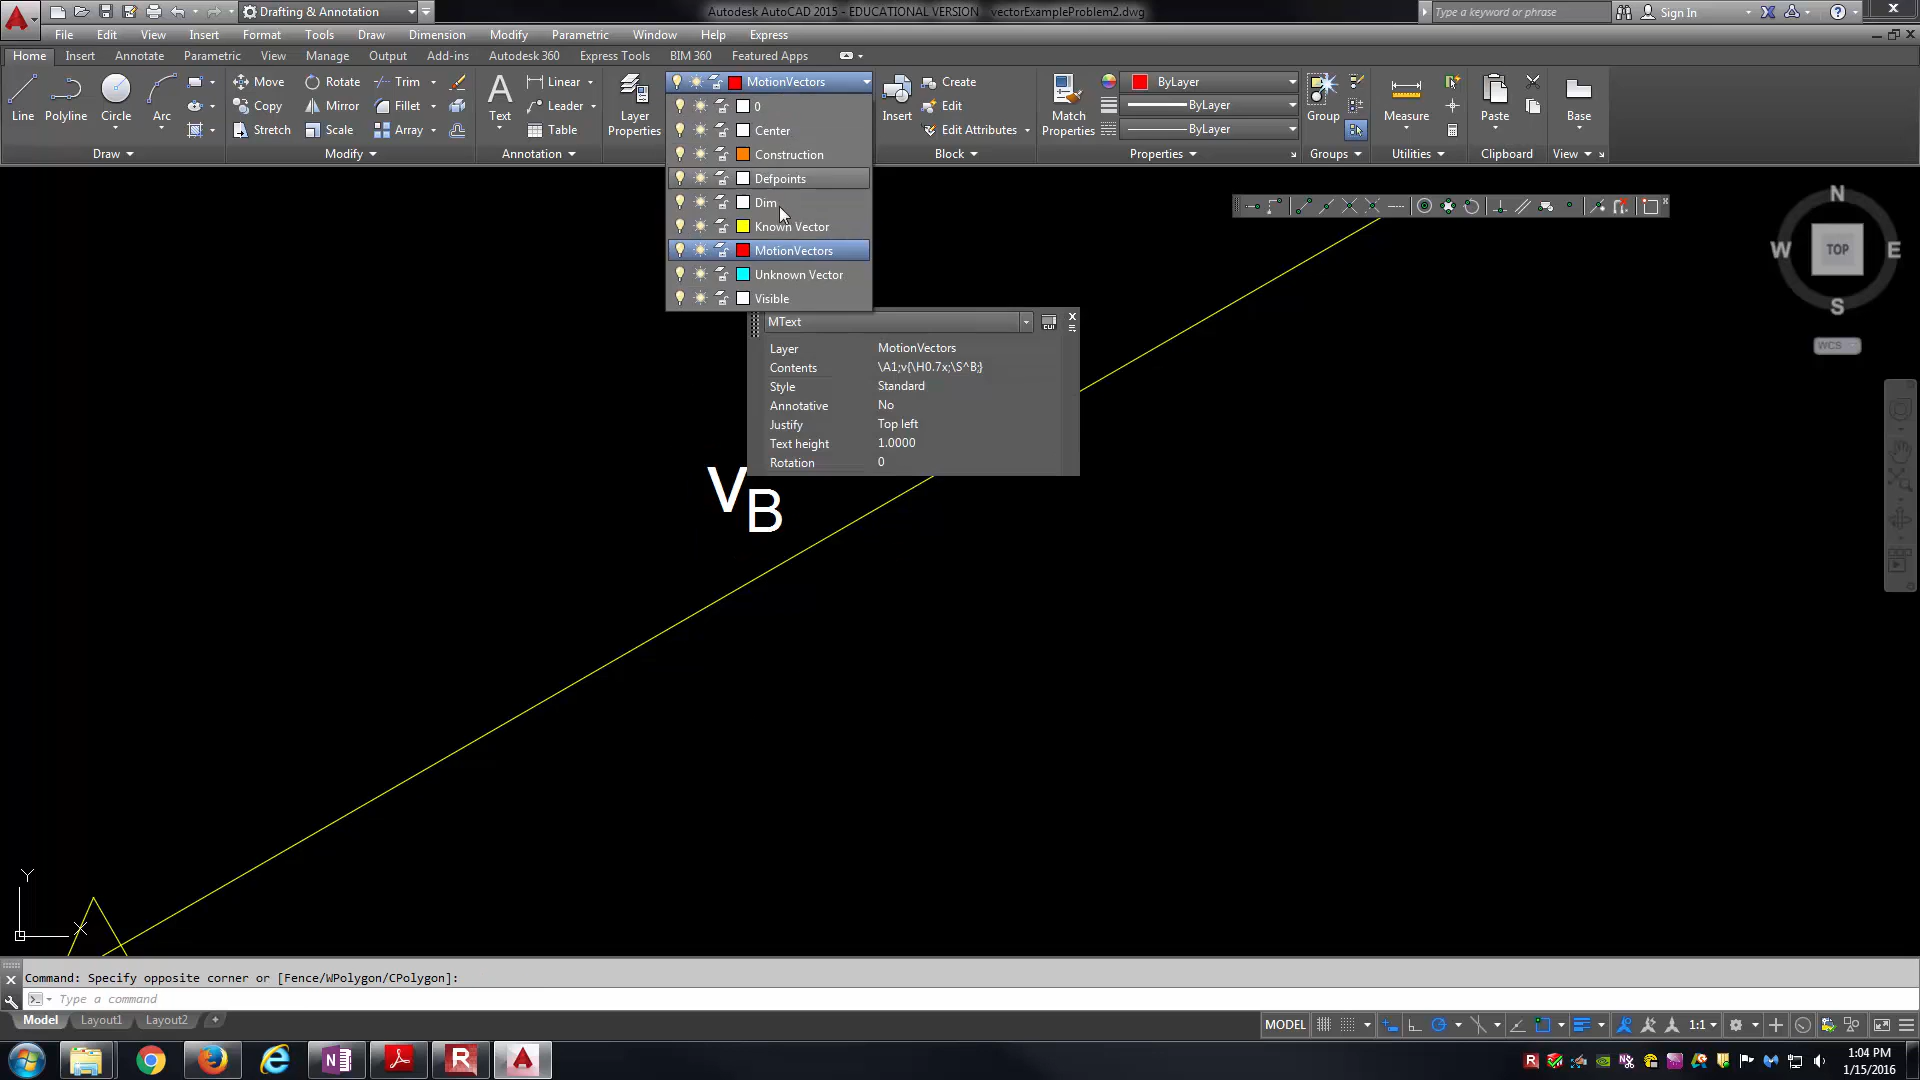 Drafting & Annotation
Autodesk AutoCAD 2015 - EDUCATIONAL VERSION vectorExampleProblem2.dwg
Type a keyword or phrase
Sign In
File Edit View Insert Format Tools Draw Dimension Modify Parametric Window Help Express
Home Insert Annotate Parametric View Manage Output Add-ins Autodesk 360 Express Tools BIM 360 Featured Apps
Line Polyline Circle Arc
Draw
Move Rotate Trim
Copy Mirror Fillet
Stretch Scale Array
Modify
Text
Linear
Leader
Table
Annotation
Layer Properties
MotionVectors
0
Center
Construction
Defpoints
Dim
Known Vector
MotionVectors
Unknown Vector
Visible
Insert
Create
Edit
Edit Attributes
Block
Match Properties
ByLayer
ByLayer
ByLayer
Properties
Group
Groups
Measure
Utilities
Paste
Clipboard
Base
View
N
W TOP E
S
WCS
MText
CUI
Layer MotionVectors
Contents \A1;v{\H0.7x;\S^B;}
Style Standard
Annotative No
Justify Top left
Text height 1.0000
Rotation 0
vB
Y
X
Command: Specify opposite corner or [Fence/WPolygon/CPolygon]:
Type a command
Model Layout1 Layout2 +
MODEL 1:1
1:04 PM
1/15/2016